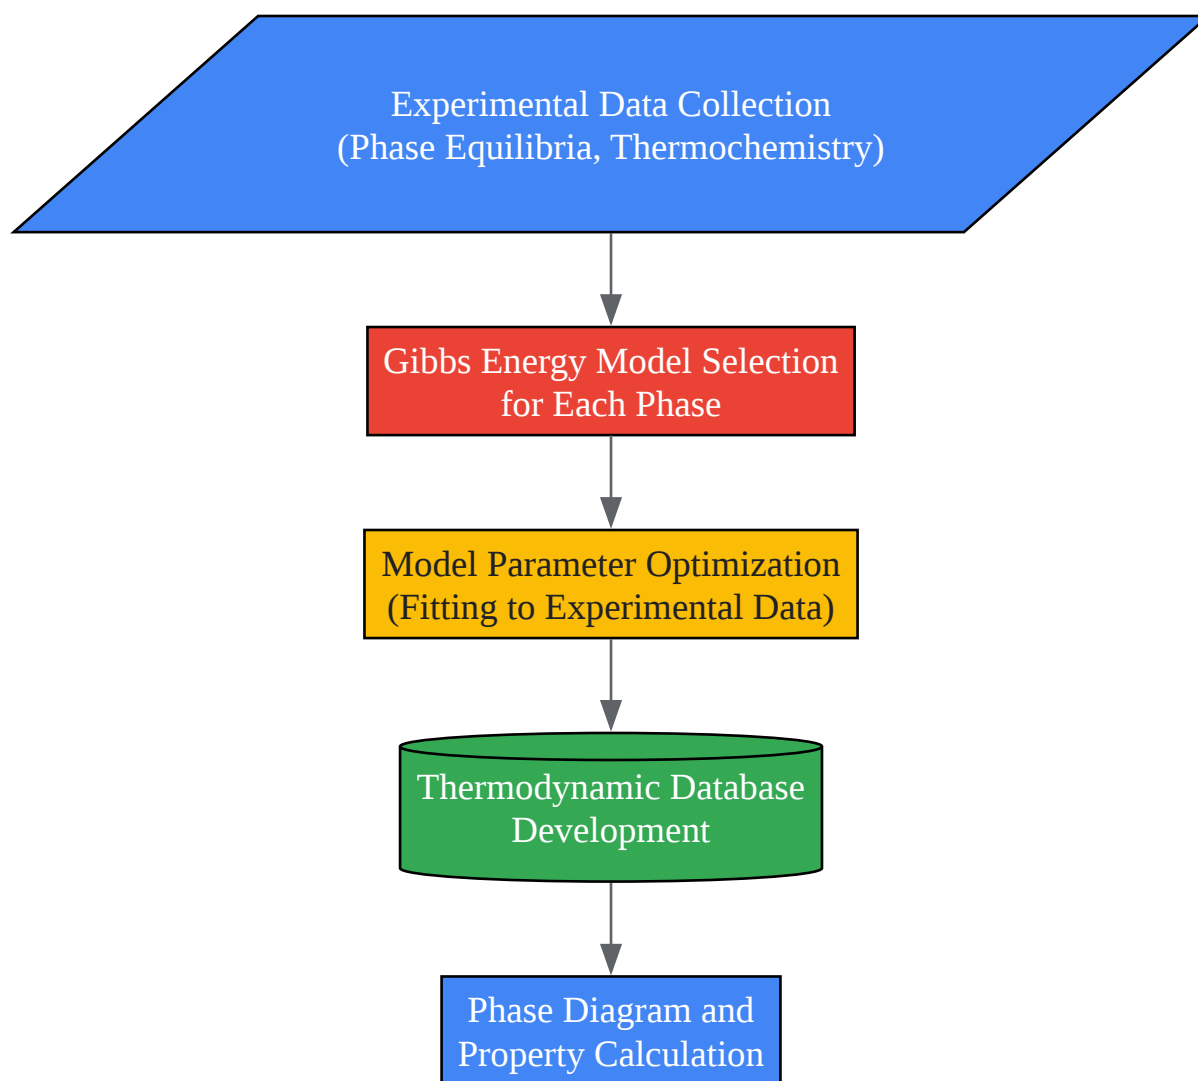 Experimental Data Collection
(Phase Equilibria, Thermochemistry)
Gibbs Energy Model Selection
for Each Phase
Model Parameter Optimization
(Fitting to Experimental Data)
Thermodynamic Database
Development
Phase Diagram and
Property Calculation